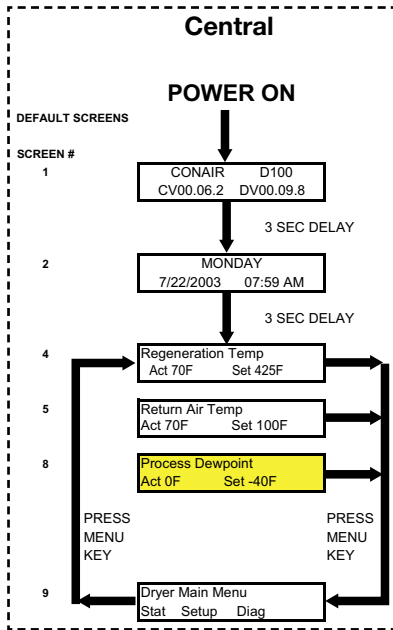 Central
POWER ON
DEFAULT SCREENS
SCREEN #
1
CONAIR D100
CV00.06.2 DV00.09.8
3 SEC DELAY
2
MONDAY
7/22/2003 07:59 AM
3 SEC DELAY
4
Regeneration Temp
Act 70F Set 425F
5
Return Air Temp
Act 70F Set 100F
8
Process Dewpoint
Act 0F Set -40F
PRESS
MENU
KEY
PRESS
MENU
KEY
9
Dryer Main Menu
Stat Setup Diag